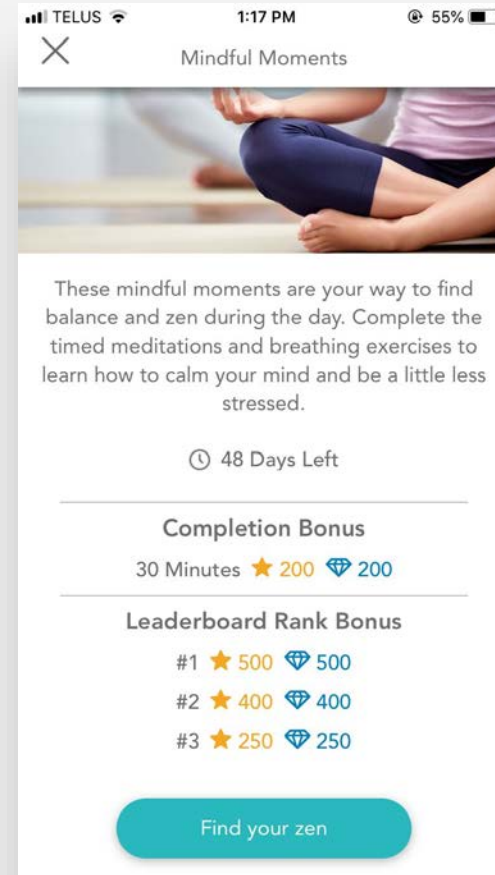 TELUS 1:17 PM 55%
Mindful Moments
These mindful moments are your way to find
balance and zen during the day. Complete the
timed meditations and breathing exercises to
learn how to calm your mind and be a little less
stressed.
48 Days Left
Completion Bonus
30 Minutes 200 200
Leaderboard Rank Bonus
#1 500 500
#2 400 400
#3 250 250
Find your zen